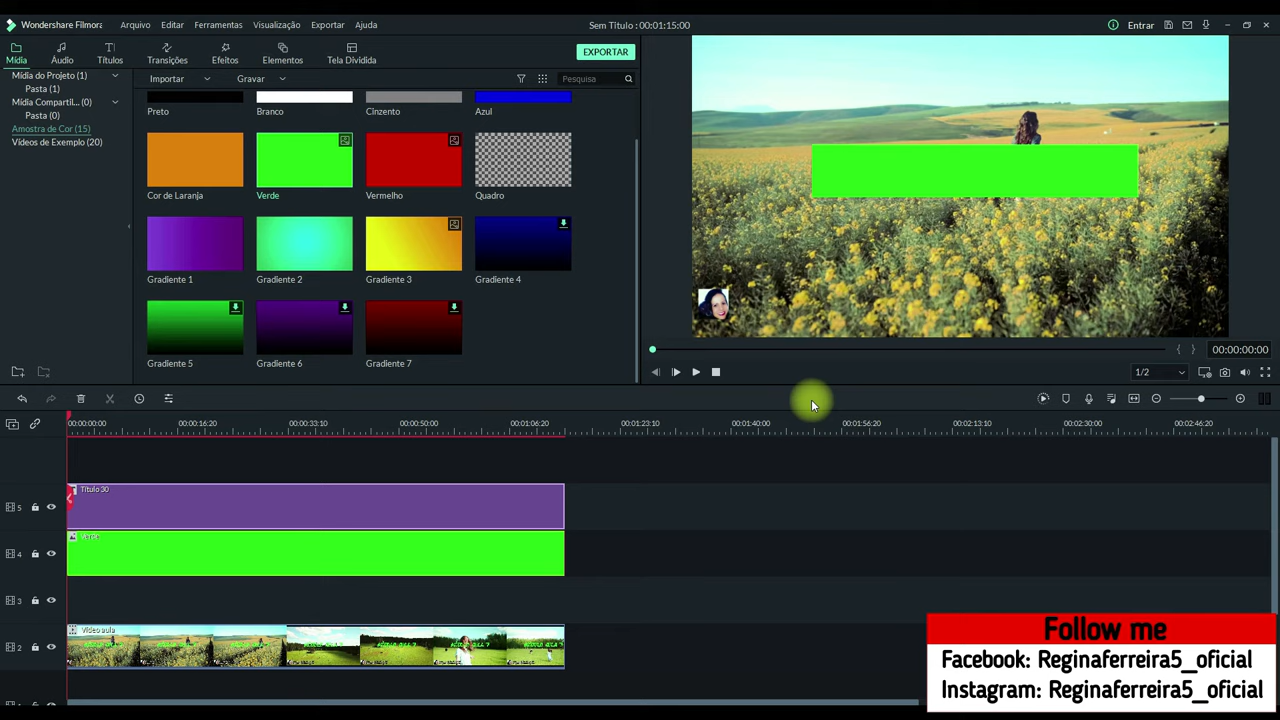 Wondershare Filmora
Arquivo
Editar
Ferramentas
Visualização
Exportar
Ajuda
Sem Título : 00:01:15:00
Entrar
Mídia
Áudio
Títulos
Transições
Efeitos
Elementos
Tela Dividida
EXPORTAR
Mídia do Projeto (1)
Pasta (1)
Mídia Compartil... (0)
Pasta (0)
Amostra de Cor (15)
Vídeos de Exemplo (20)
Importar
Gravar
Pesquisa
Preto
Branco
Cinzento
Azul
Cor de Laranja
Verde
Vermelho
Quadro
Gradiente 1
Gradiente 2
Gradiente 3
Gradiente 4
Gradiente 5
Gradiente 6
Gradiente 7
00:00:00:00
1/2
00:00:00:00
00:00:16:20
00:00:33:10
00:00:50:00
00:01:06:20
00:01:23:10
00:01:40:00
00:01:56:20
00:02:13:10
00:02:30:00
00:02:46:20
5
Título 30
4
3
2
Vídeo aula
Follow me
Facebook: Reginaferreira5_oficial
Instagram: Reginaferreira5_oficial